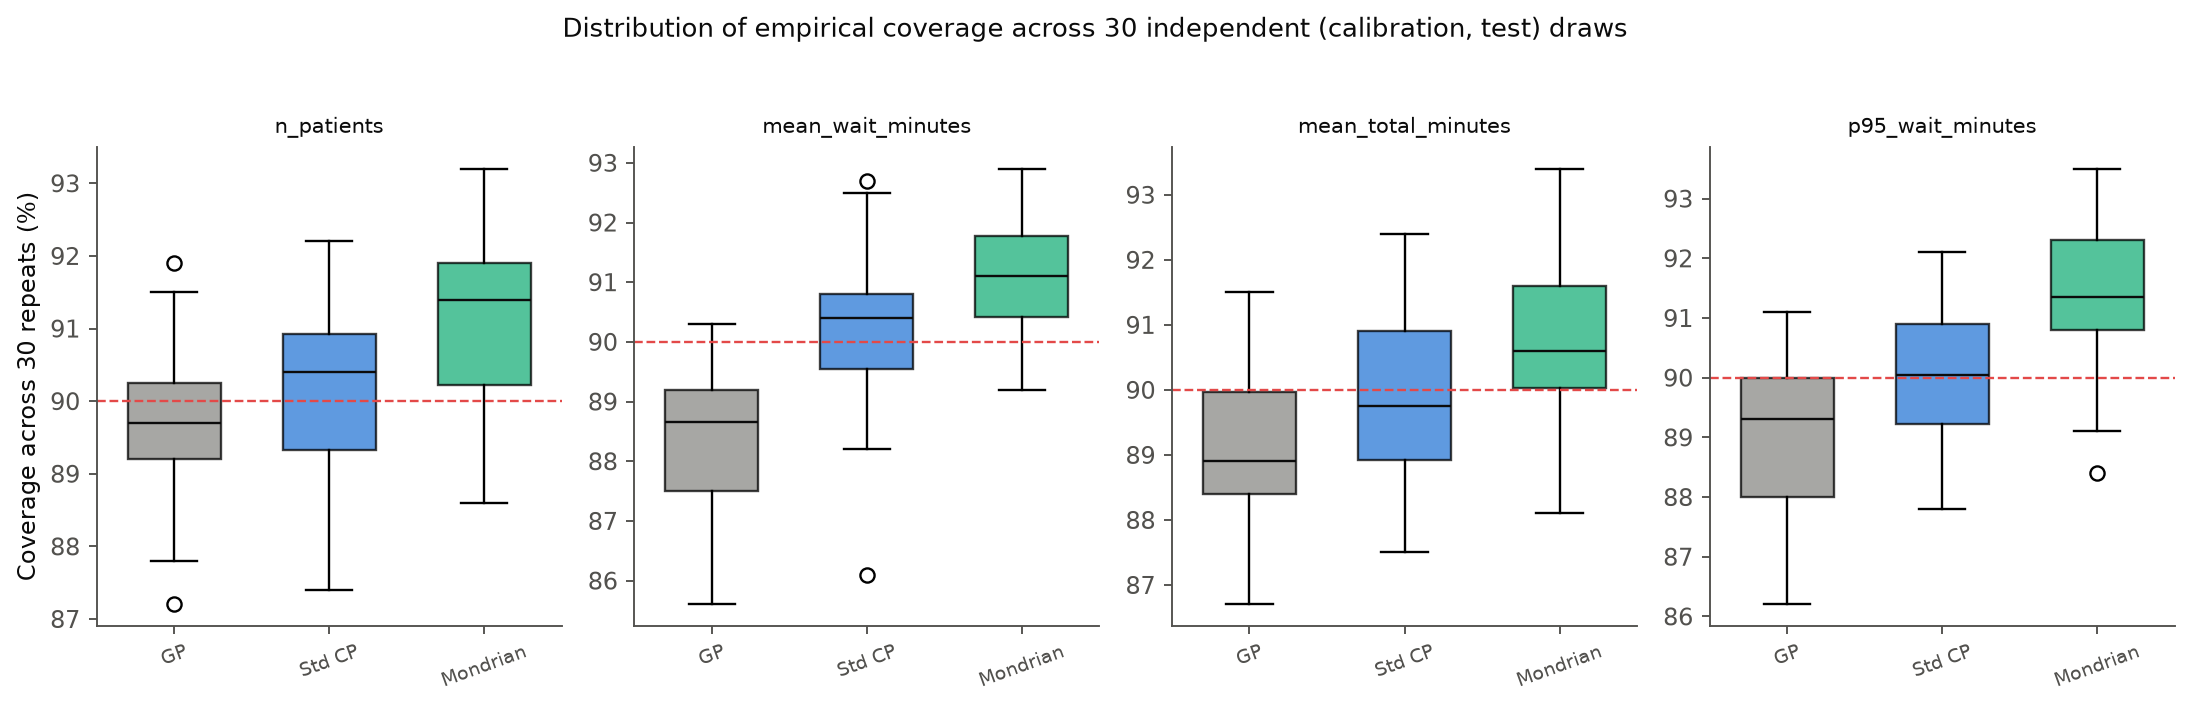 Distribution of empirical coverage across 30 independent (calibration, test) draws
Coverage across 30 repeats (%)
n_patients
93
92
91
90
89
88
87
GP
Std CP
Mondrian
mean_wait_minutes
93
92
91
90
89
88
87
86
GP
Std CP
Mondrian
mean_total_minutes
93
92
91
90
89
88
87
GP
Std CP
Mondrian
p95_wait_minutes
93
92
91
90
89
88
87
86
GP
Std CP
Mondrian